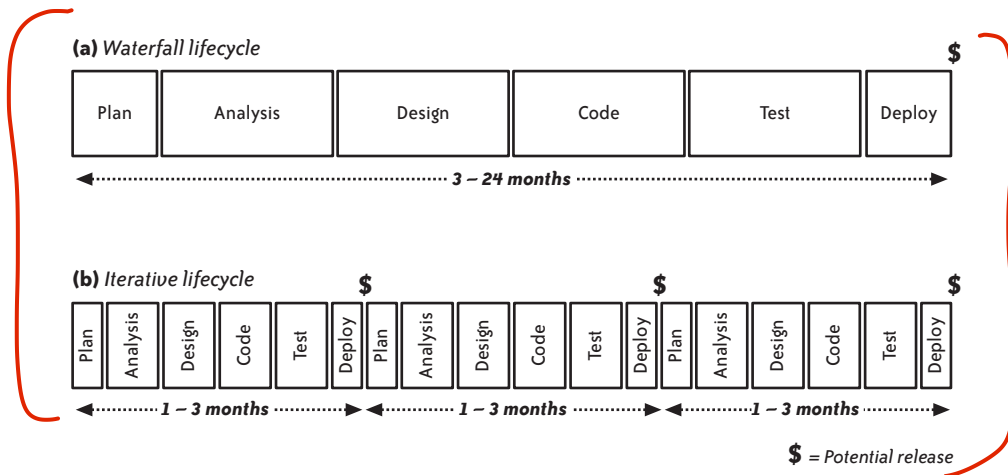 (a) Waterfall lifecycle
$
Plan Analysis Design Code Test Deploy
3 – 24 months
(b) Iterative lifecycle
$ $ $
Plan Analysis Design Code Test Deploy Plan Analysis Design Code Test Deploy Plan Analysis Design Code Test Deploy
1 – 3 months 1 – 3 months 1 – 3 months
$ = Potential release